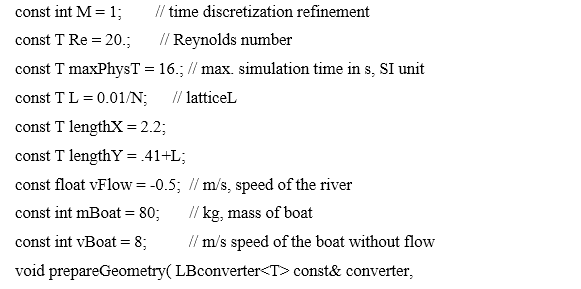 const int M = 1; // time discretization refinement
const T Re = 20.; // Reynolds number
const T maxPhysT = 16.; // max. simulation time in s, SI unit
const T L = 0.01/N; // latticeL
const T lengthX = 2.2;
const T lengthY = .41+L;
const float vFlow = -0.5; // m/s, speed of the river
const int mBoat = 80; // kg, mass of boat
const int vBoat = 8; // m/s speed of the boat without flow
void prepareGeometry( LBconverter<T> const& converter,